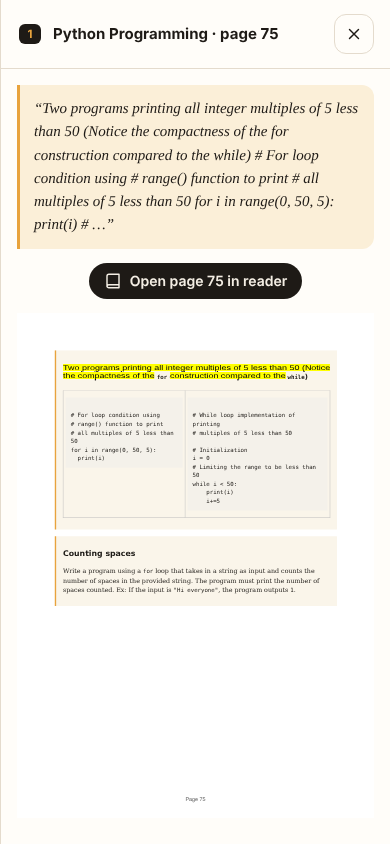 1 Python Programming · page 75
“Two programs printing all integer multiples of 5 less
than 50 (Notice the compactness of the for
construction compared to the while) # For loop
condition using # range() function to print # all
multiples of 5 less than 50 for i in range(0, 50, 5):
print(i) # …”
Open page 75 in reader
Two programs printing all integer multiples of 5 less than 50 (Notice
the compactness of the for construction compared to the while)
# For loop condition using
# range() function to print
# all multiples of 5 less than
50
for i in range(0, 50, 5):
print(i)
# While loop implementation of
printing
# multiples of 5 less than 50
# Initialization
i = 0
# Limiting the range to be less than
50
while i < 50:
print(i)
i+=5
Counting spaces
Write a program using a for loop that takes in a string as input and counts the
number of spaces in the provided string. The program must print the number of
spaces counted. Ex: If the input is "Hi everyone", the program outputs 1.
Page 75